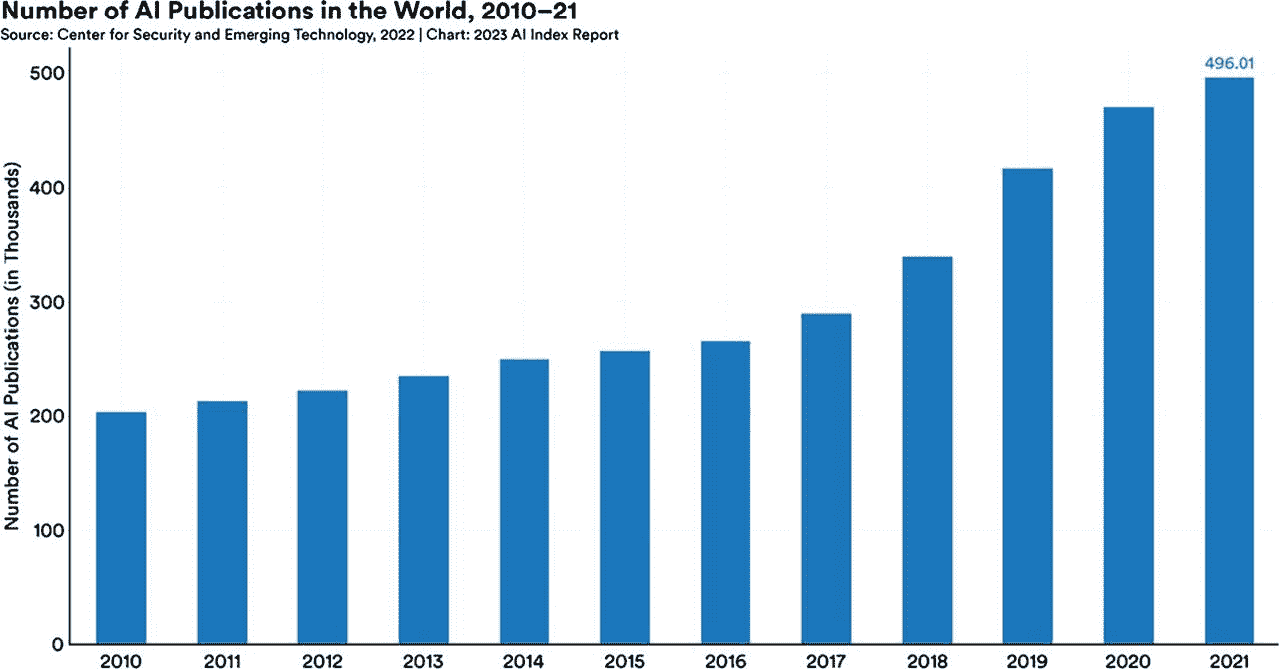 Number of AI Publications in the World, 2010–21
Source: Center for Security and Emerging Technology, 2022 | Chart: 2023 AI Index Report
Number of AI Publications (in Thousands)
500
400
300
200
100
0
496.01
2010 2011 2012 2013 2014 2015 2016 2017 2018 2019 2020 2021